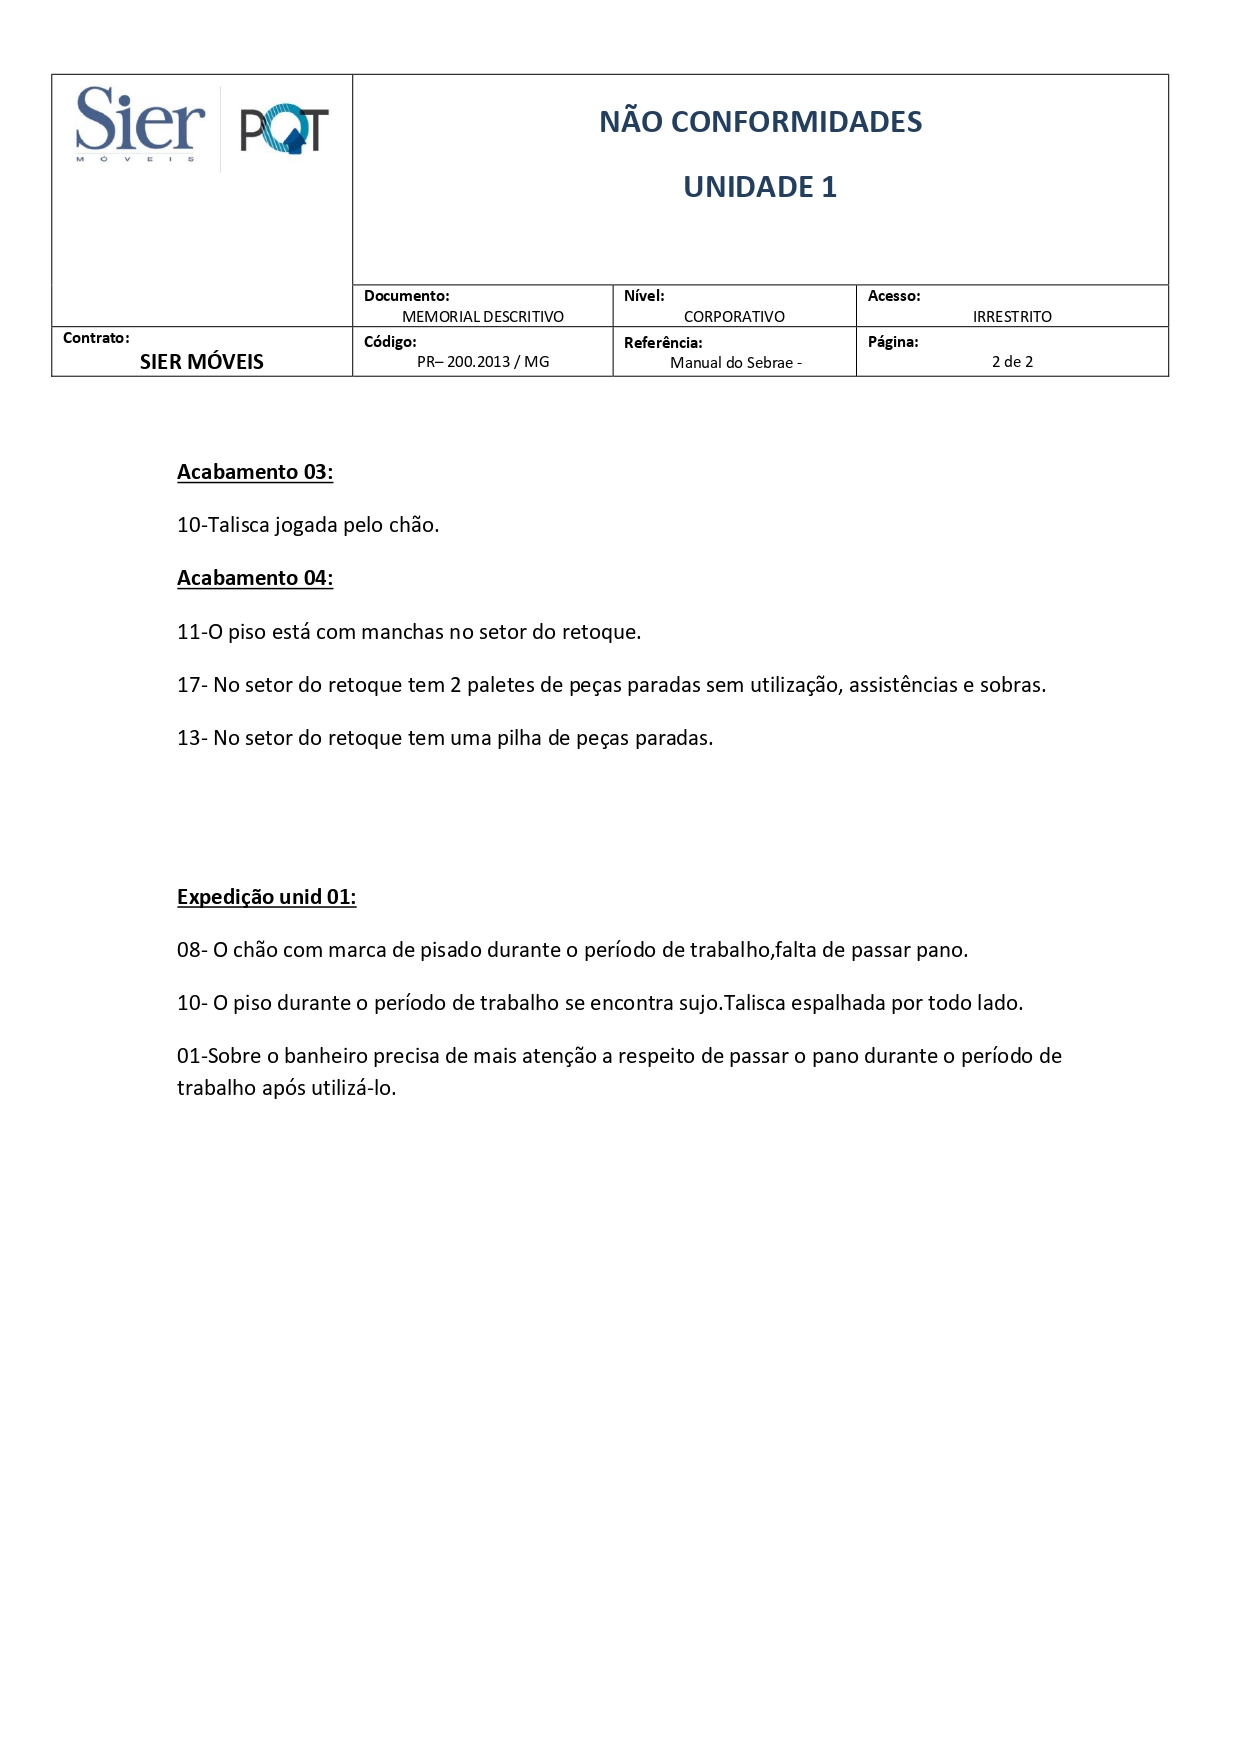 Sier
MÓVEIS
PQT
NÃO CONFORMIDADES
UNIDADE 1
Documento:
MEMORIAL DESCRITIVO
Nível:
CORPORATIVO
Acesso:
IRRESTRITO
Contrato:
SIER MÓVEIS
Código:
PR– 200.2013 / MG
Referência:
Manual do Sebrae -
Página:
2 de 2
Acabamento 03:
10-Talisca jogada pelo chão.
Acabamento 04:
11-O piso está com manchas no setor do retoque.
17- No setor do retoque tem 2 paletes de peças paradas sem utilização, assistências e sobras.
13- No setor do retoque tem uma pilha de peças paradas.
Expedição unid 01:
08- O chão com marca de pisado durante o período de trabalho,falta de passar pano.
10- O piso durante o período de trabalho se encontra sujo.Talisca espalhada por todo lado.
01-Sobre o banheiro precisa de mais atenção a respeito de passar o pano durante o período de
trabalho após utilizá-lo.